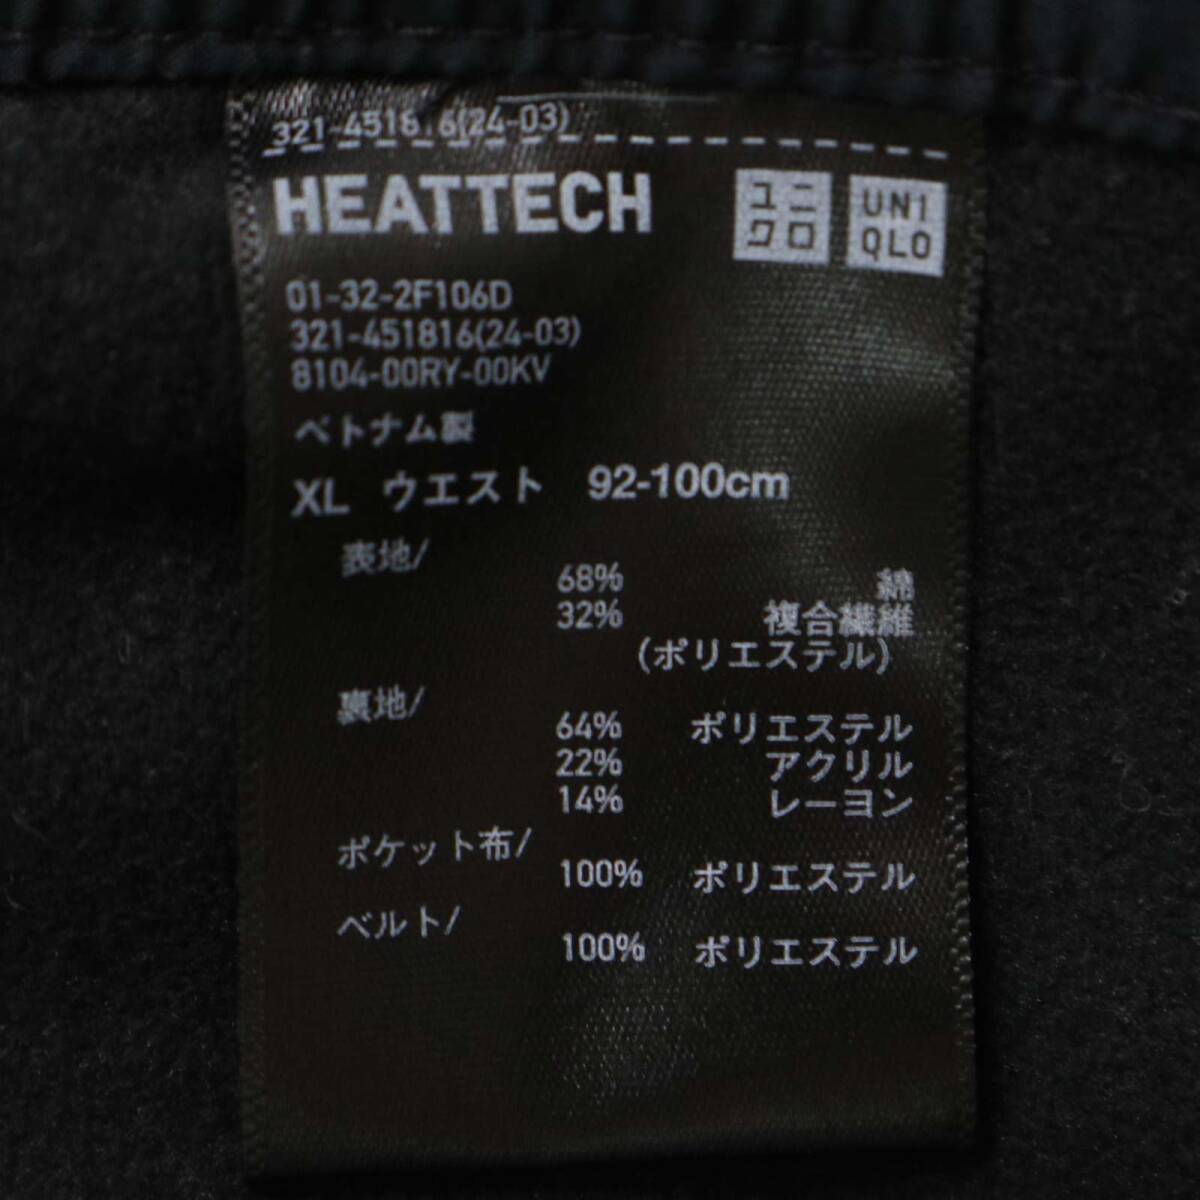 321-451816(24-03)
HEATTECH
ユニ
クロ
UNI
QLO
01-32-2F106D
321-451816(24-03)
8104-00RY-00KV
ベトナム製
XL ウエスト 92-100cm
表地/
68% 綿
32% 複合繊維
(ポリエステル)
裏地/
64% ポリエステル
22% アクリル
14% レーヨン
ポケット布/
100% ポリエステル
ベルト/
100% ポリエステル